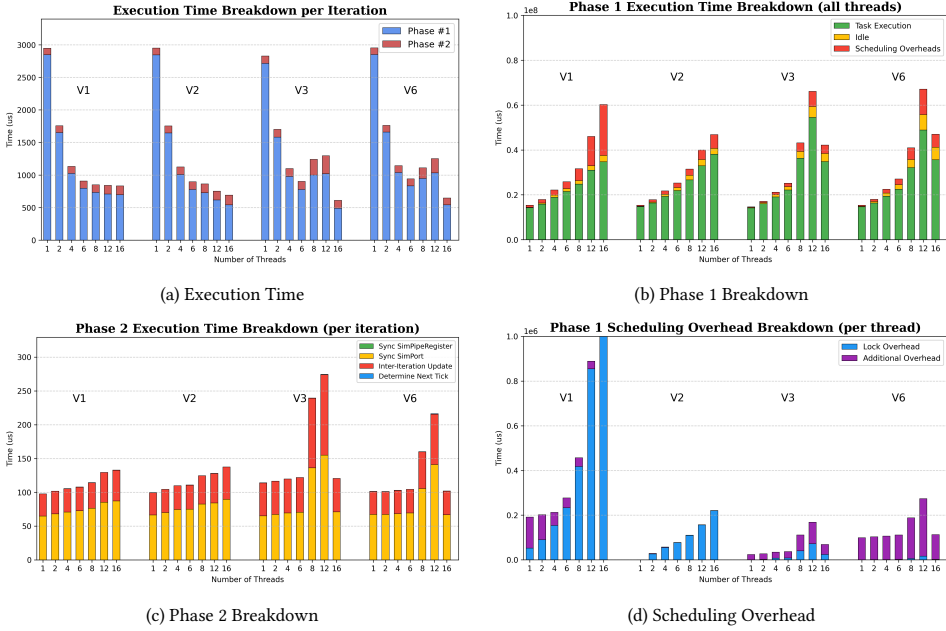 Execution Time Breakdown per Iteration
Phase #1
Phase #2
V1 V2 V3 V6
Time (us)
3000
2500
2000
1500
1000
500
0
1 2 4 6 8 12 16 1 2 4 6 8 12 16 1 2 4 6 8 12 16 1 2 4 6 8 12 16
Number of Threads
(a) Execution Time
Phase 1 Execution Time Breakdown (all threads)
1e8
Task Execution
Idle
Scheduling Overheads
V1 V2 V3 V6
Time (us)
1.0
0.8
0.6
0.4
0.2
0.0
1 2 4 6 8 12 16 1 2 4 6 8 12 16 1 2 4 6 8 12 16 1 2 4 6 8 12 16
Number of Threads
(b) Phase 1 Breakdown
Phase 2 Execution Time Breakdown (per iteration)
Sync SimPipeRegister
Sync SimPort
Inter-Iteration Update
Determine Next Tick
V1 V2 V3 V6
Time (us)
300
250
200
150
100
50
0
1 2 4 6 8 12 16 1 2 4 6 8 12 16 1 2 4 6 8 12 16 1 2 4 6 8 12 16
Number of Threads
(c) Phase 2 Breakdown
Phase 1 Scheduling Overhead Breakdown (per thread)
1e6
Lock Overhead
Additional Overhead
V1 V2 V3 V6
Time (us)
1.0
0.8
0.6
0.4
0.2
0.0
1 2 4 6 8 12 16 1 2 4 6 8 12 16 1 2 4 6 8 12 16 1 2 4 6 8 12 16
Number of Threads
(d) Scheduling Overhead